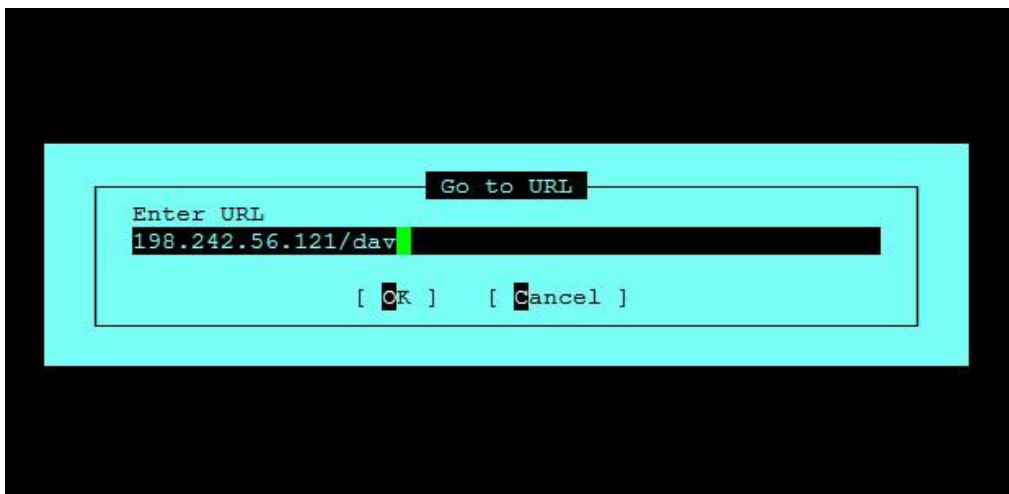 Go to URL
Enter URL
198.242.56.121/dav
[ OK ] [ Cancel ]